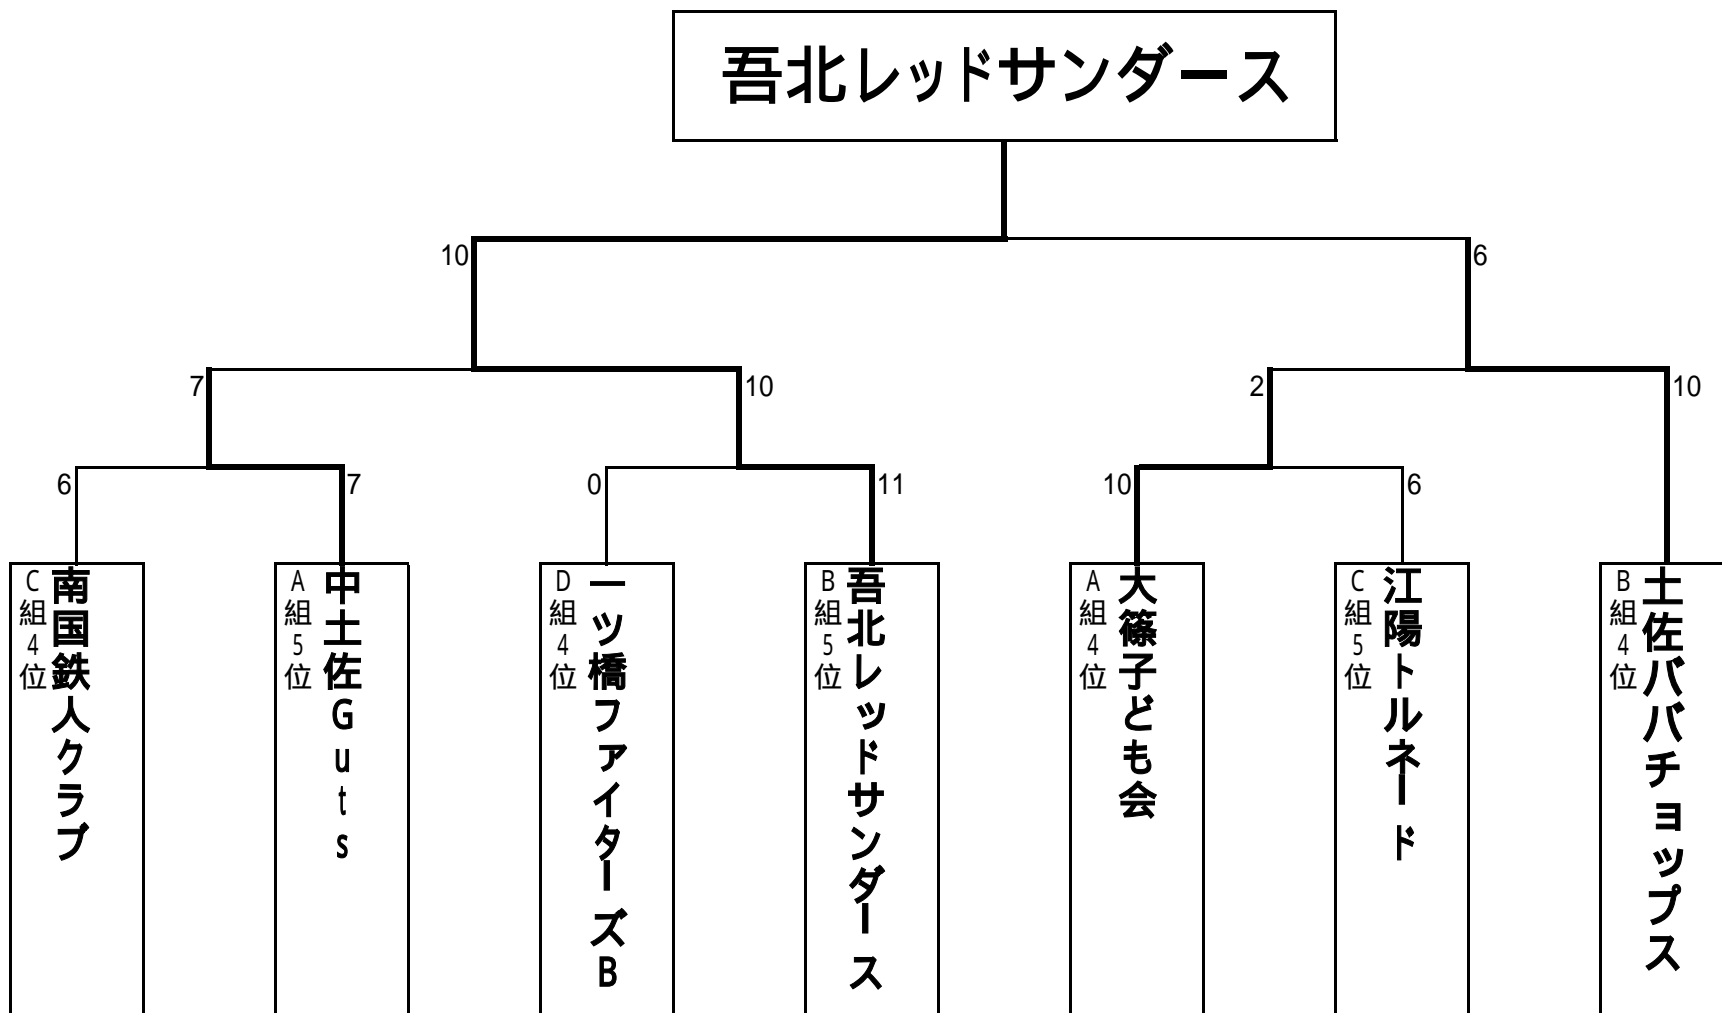 吾北レッドサンダース
10
6
7
10
2
10
6
7
0
11
10
6
C組4位
南国鉄人クラブ
A組5位
中土佐Guts
D組4位
一ツ橋ファイターズB
B組5位
吾北レッドサンダース
A組4位
大篠子ども会
C組5位
江陽トルネード
B組4位
土佐ババチョップス